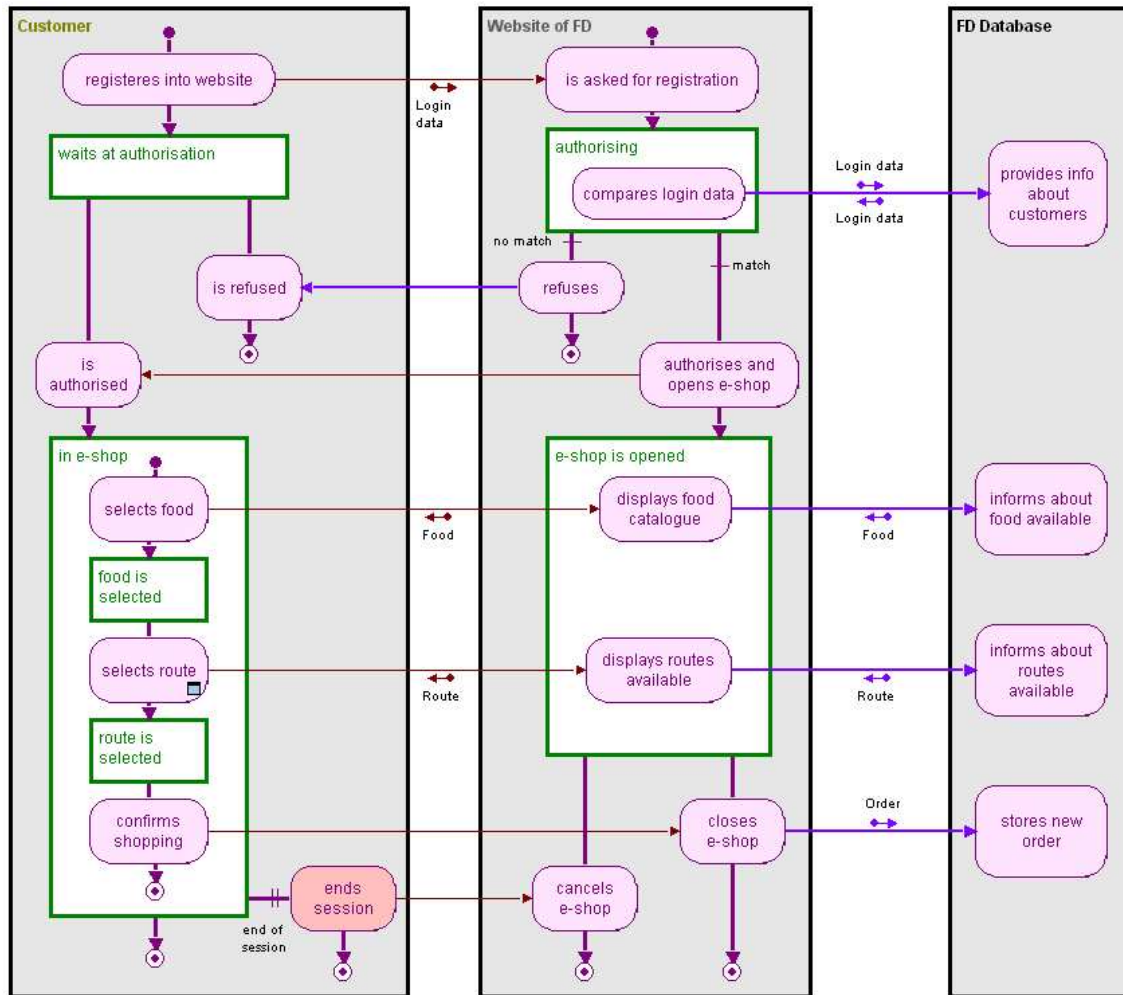 Customer
Website of FD
FD Database
registeres into website
is asked for registration
Login
data
waits at authorisation
authorising
compares login data
Login data
Login data
provides info
about
customers
no match
match
is refused
refuses
is
authorised
authorises and
opens e-shop
in e-shop
e-shop is opened
selects food
displays food
catalogue
informs about
food available
Food
Food
food is
selected
selects route
displays routes
available
informs about
routes
available
Route
Route
route is
selected
confirms
shopping
closes
e-shop
Order
stores new
order
ends
session
cancels
e-shop
end of
session